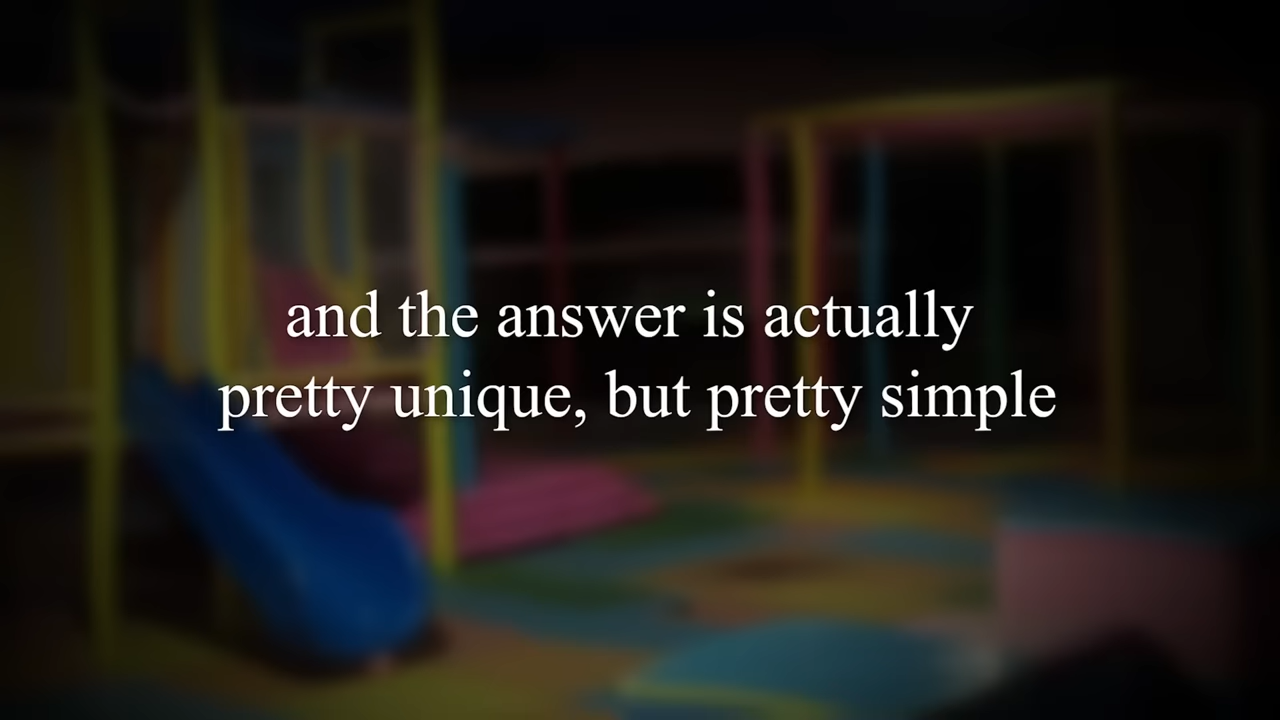 and the answer is actually
pretty unique, but pretty simple